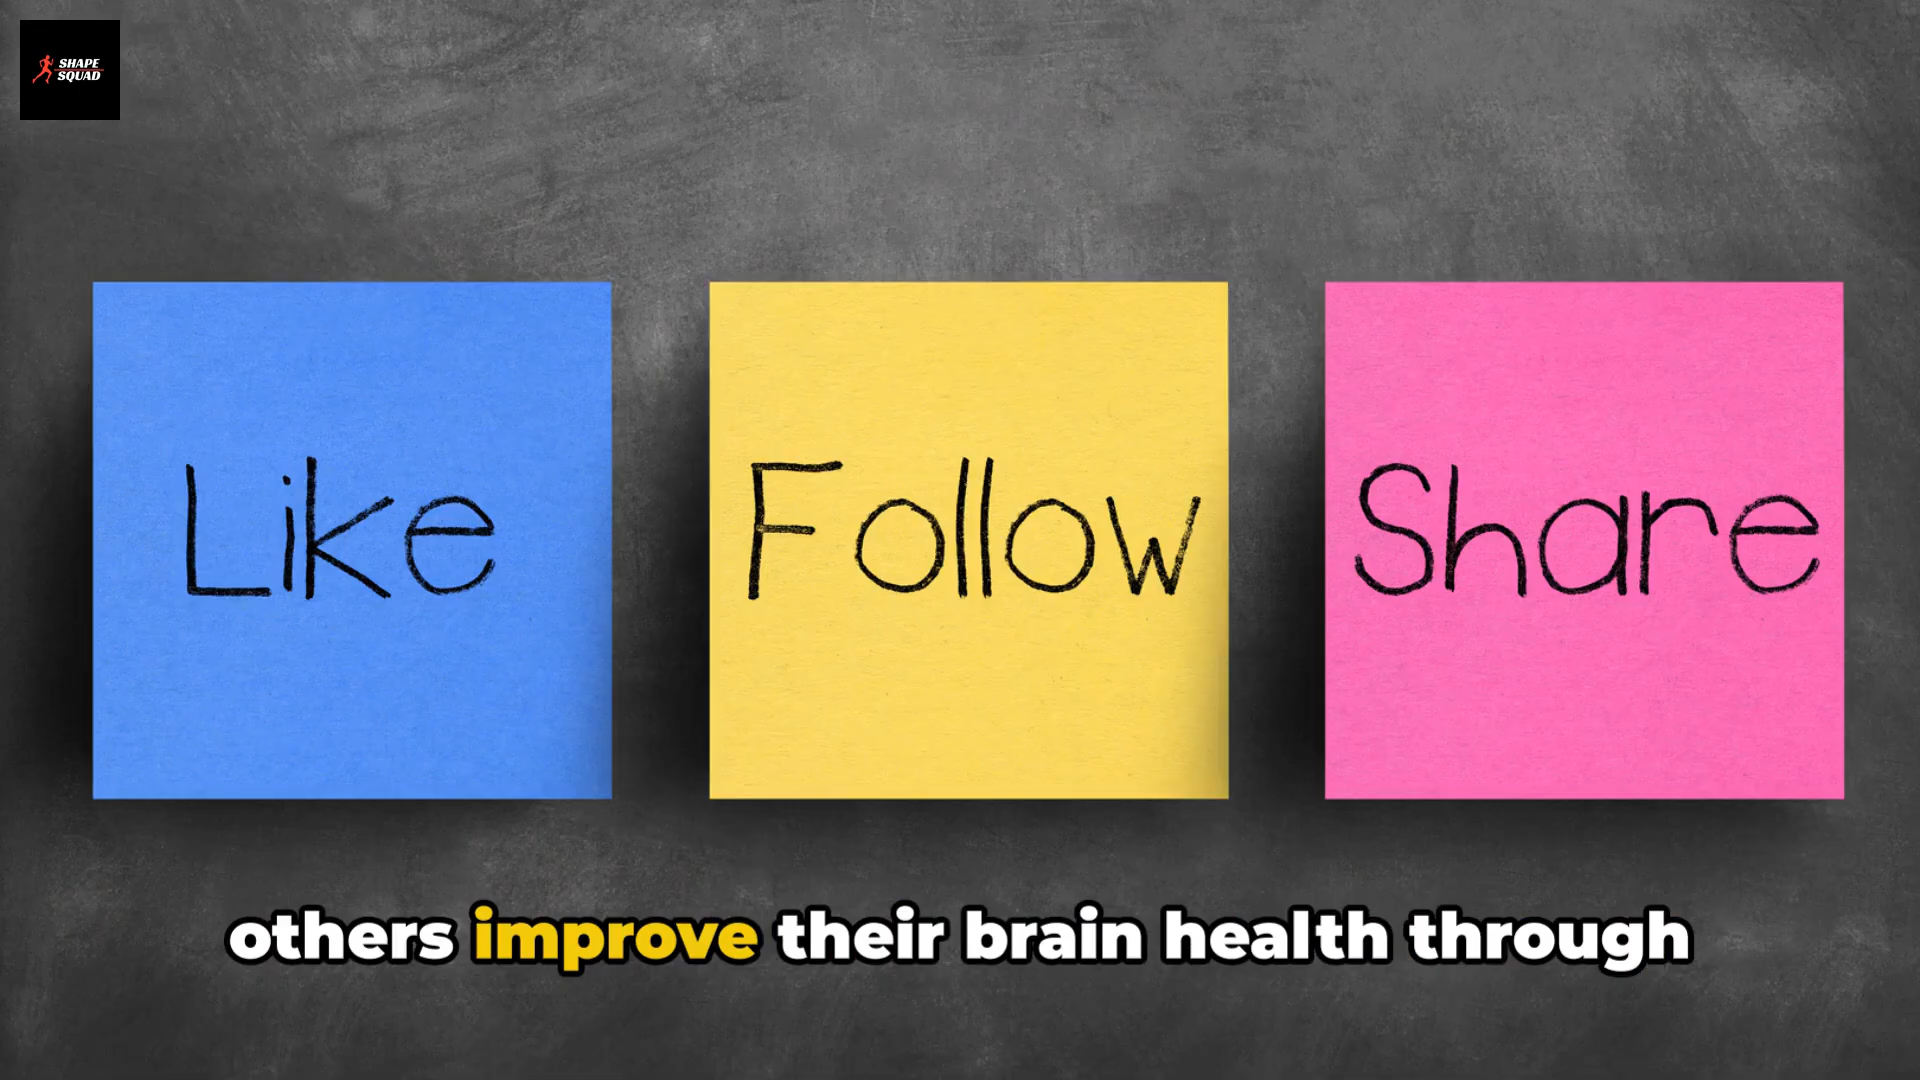 SHAPE
SQUAD
Like
Follow
Share
others improve their brain health through